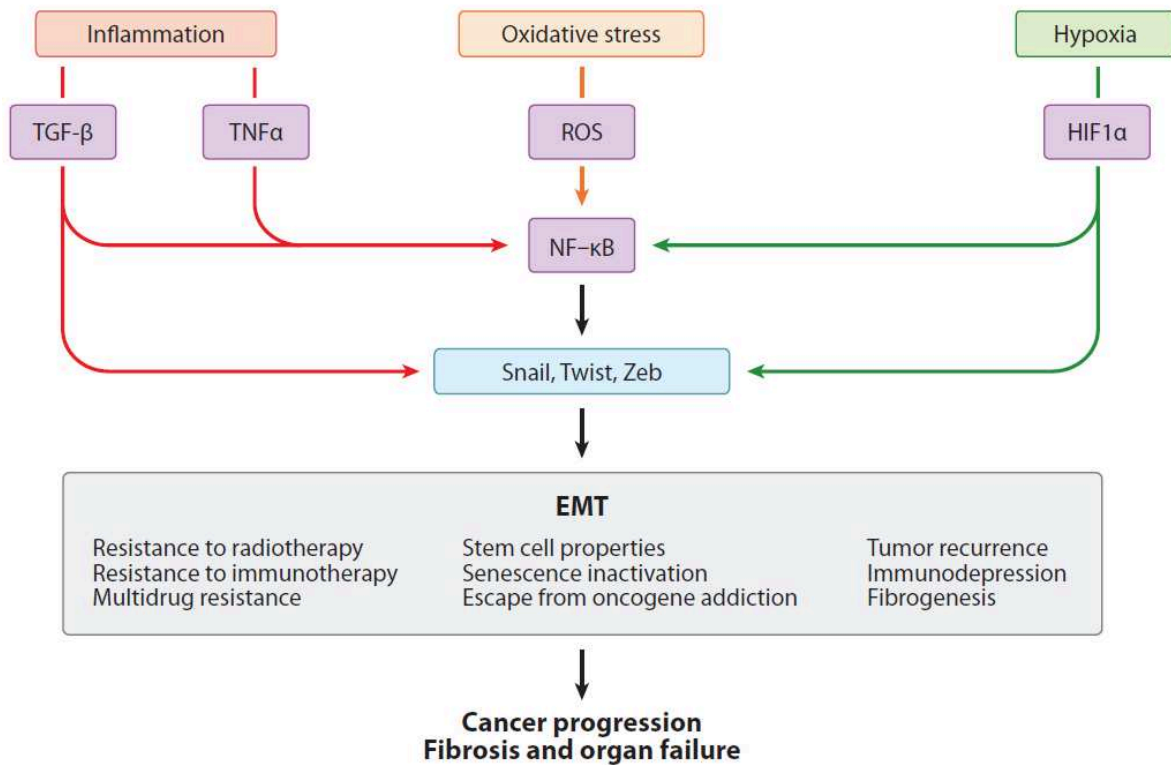 Inflammation
Oxidative stress
Hypoxia
TGF-β
TNFα
ROS
HIF1α
NF–κB
Snail, Twist, Zeb
EMT
Resistance to radiotherapy
Resistance to immunotherapy
Multidrug resistance
Stem cell properties
Senescence inactivation
Escape from oncogene addiction
Tumor recurrence
Immunodepression
Fibrogenesis
Cancer progression
Fibrosis and organ failure